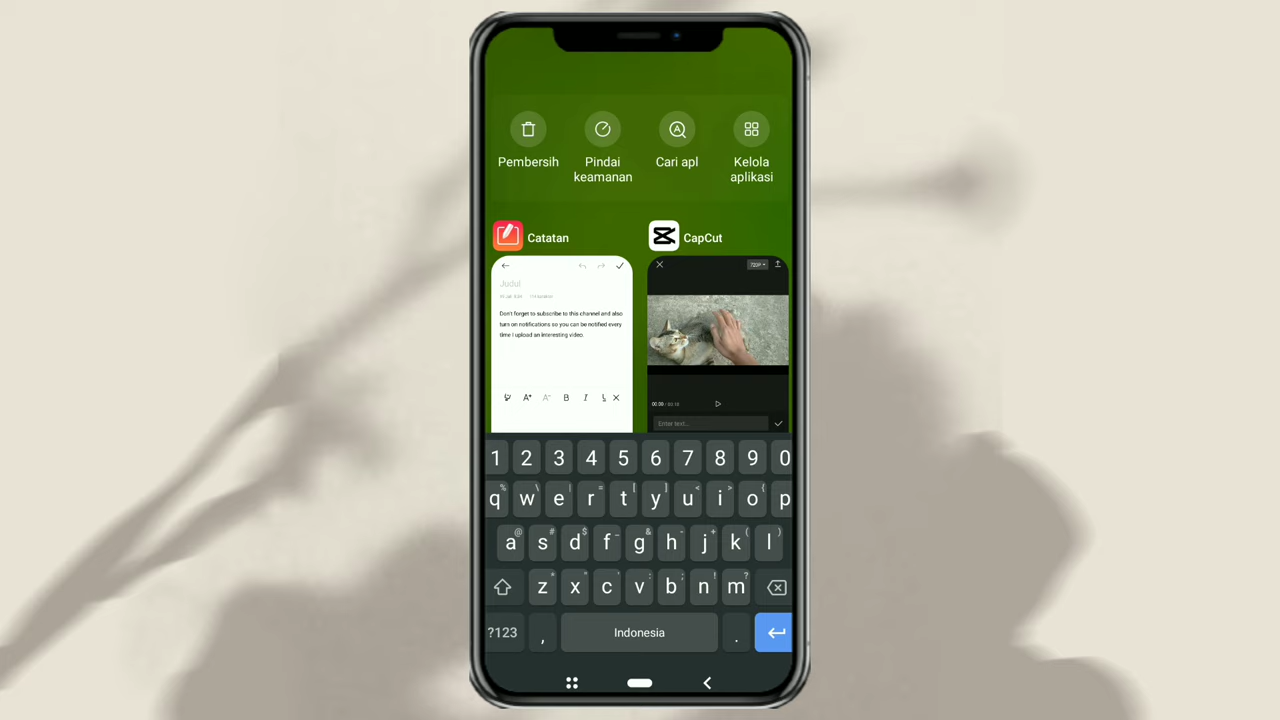 Pembersih
Pindai
keamanan
Cari apl
Kelola
aplikasi
Catatan
CapCut
720P
Judul
Don't forget to subscribe to this channel and also
turn on notifications so you can be notified every
time I upload an interesting video.
A+ A- B I
00:00 / 00:18
Enter text...
1 2 3 4 5 6 7 8 9 0
q w e r t y u i o p
% \ | = [ ] < > {
a s d f g h j k l
@ # $ _ & - + ( )
z x c v b n m
* " ' : ; ! ?
?123 , Indonesia .